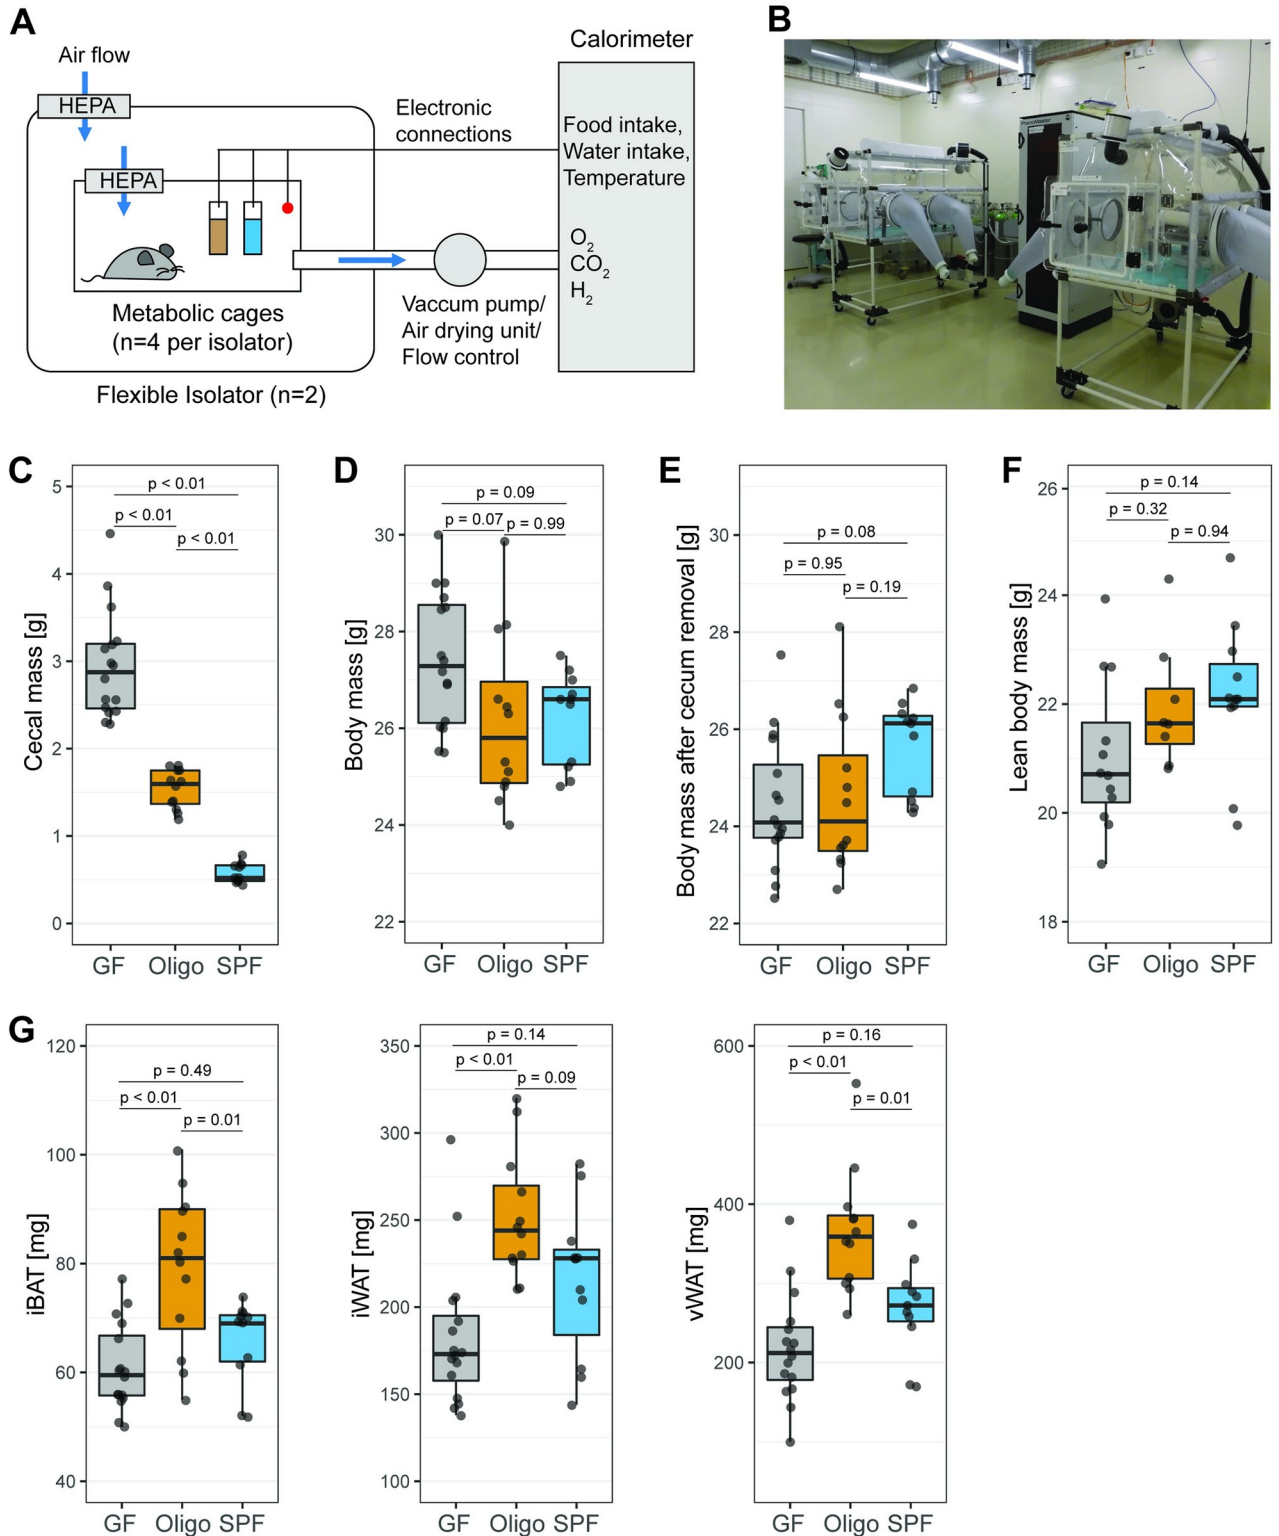 A
Air flow
HEPA
HEPA
Electronic
connections
Calorimeter
Food intake,
Water intake,
Temperature
O2
CO2
H2
Metabolic cages
(n=4 per isolator)
Vaccum pump/
Air drying unit/
Flow control
Flexible Isolator (n=2)
B
C
Cecal mass [g]
5
4
3
2
1
0
p < 0.01
p < 0.01
p < 0.01
GF Oligo SPF
D
Body mass [g]
30
28
26
24
22
p = 0.09
p = 0.07
p = 0.99
GF Oligo SPF
E
Body mass after cecum removal [g]
30
28
26
24
22
p = 0.08
p = 0.95
p = 0.19
GF Oligo SPF
F
Lean body mass [g]
26
24
22
20
18
p = 0.14
p = 0.32
p = 0.94
GF Oligo SPF
G
iBAT [mg]
120
100
80
60
40
p = 0.49
p < 0.01
p = 0.01
GF Oligo SPF
iWAT [mg]
350
300
250
200
150
100
p = 0.14
p < 0.01
p = 0.09
GF Oligo SPF
vWAT [mg]
600
400
200
p = 0.16
p < 0.01
p = 0.01
GF Oligo SPF